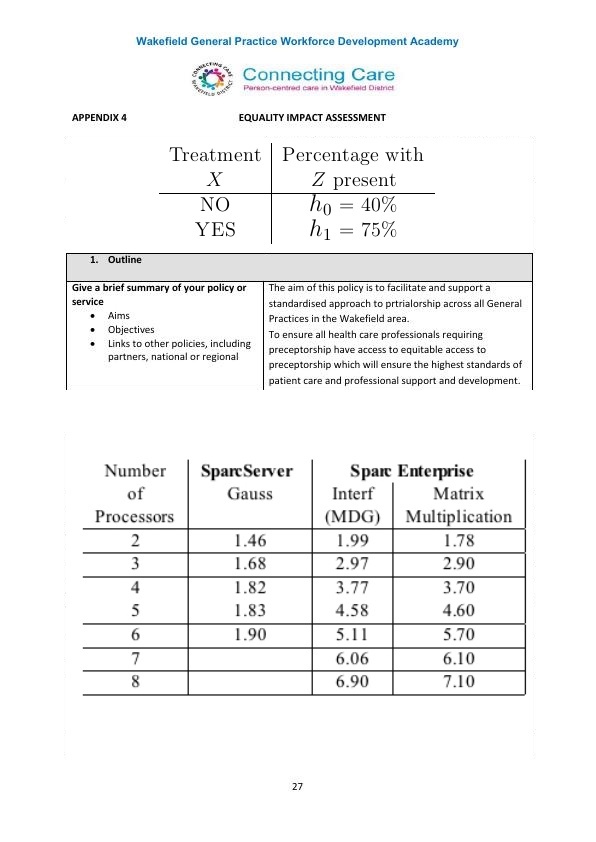 Wakefield General Practice Workforce Development Academy
CONNECTING CARE
WAKEFIELD DISTRICT
Connecting Care
Person-centred care in Wakefield District
APPENDIX 4 EQUALITY IMPACT ASSESSMENT
Treatment Percentage with
X Z present
NO h0 = 40%
YES h1 = 75%
1. Outline
Give a brief summary of your policy or
service
• Aims
• Objectives
• Links to other policies, including
partners, national or regional
The aim of this policy is to facilitate and support a
standardised approach to prtrialorship across all General
Practices in the Wakefield area.
To ensure all health care professionals requiring
preceptorship have access to equitable access to
preceptorship which will ensure the highest standards of
patient care and professional support and development.
Number SparcServer Sparc Enterprise
of Gauss Interf Matrix
Processors (MDG) Multiplication
2 1.46 1.99 1.78
3 1.68 2.97 2.90
4 1.82 3.77 3.70
5 1.83 4.58 4.60
6 1.90 5.11 5.70
7 6.06 6.10
8 6.90 7.10
27